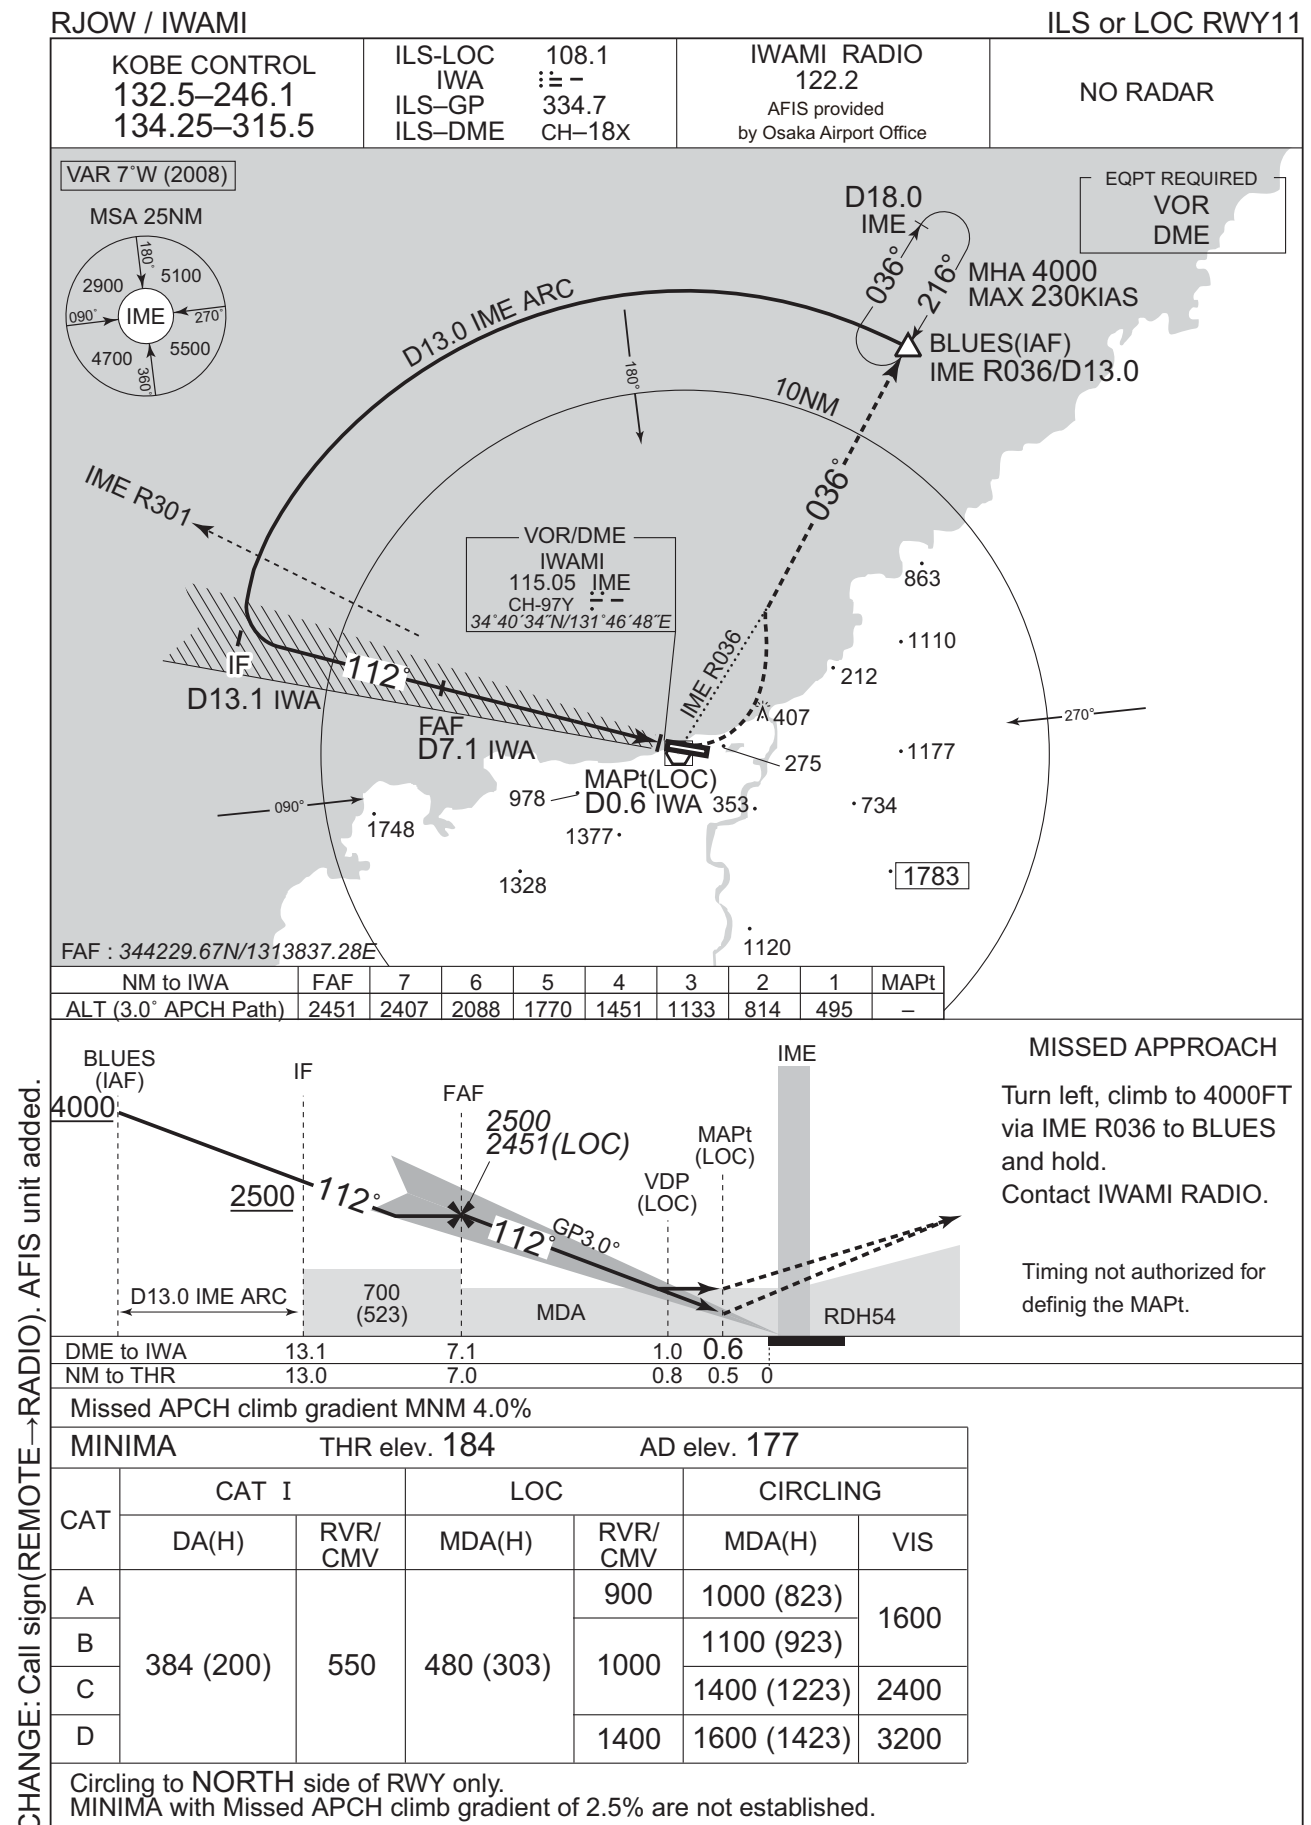 RJOW / IWAMI
ILS or LOC RWY11
KOBE CONTROL
132.5–246.1
134.25–315.5
ILS-LOC 108.1
IWA
ILS–GP 334.7
ILS–DME CH–18X
IWAMI RADIO
122.2
AFIS provided
by Osaka Airport Office
NO RADAR
VAR 7˚W (2008)
MSA 25NM
180˚
2900
5100
090˚
IME
270˚
4700
5500
360˚
EQPT REQUIRED
VOR
DME
D18.0
IME
036°
216°
MHA 4000
MAX 230KIAS
BLUES(IAF)
IME R036/D13.0
D13.0 IME ARC
180˚
10NM
036°
IME R301
VOR/DME
IWAMI
115.05 IME
CH-97Y
34˚40´34˝N/131˚46´48˝E
IME R036
863
1110
212
407
270˚
1177
275
IF
D13.1 IWA
112°
FAF
D7.1 IWA
MAPt(LOC)
D0.6 IWA
353
734
978
090˚
1748
1377
1328
1783
1120
FAF : 344229.67N/1313837.28E
NM to IWA FAF 7 6 5 4 3 2 1 MAPt
ALT (3.0˚ APCH Path) 2451 2407 2088 1770 1451 1133 814 495 –
BLUES
(IAF)
4000
IF
2500
112°
FAF
2500
2451(LOC)
112°
GP3.0°
VDP
(LOC)
MAPt
(LOC)
IME
D13.0 IME ARC
700
(523)
MDA
RDH54
MISSED APPROACH
Turn left, climb to 4000FT
via IME R036 to BLUES
and hold.
Contact IWAMI RADIO.
Timing not authorized for
definig the MAPt.
DME to IWA 13.1 7.1 1.0 0.6
NM to THR 13.0 7.0 0.8 0.5 0
Missed APCH climb gradient MNM 4.0%
MINIMA THR elev. 184 AD elev. 177
CAT CAT I LOC CIRCLING
DA(H) RVR/CMV MDA(H) RVR/CMV MDA(H) VIS
A 384 (200) 550 480 (303) 900 1000 (823) 1600
B 1000 1100 (923)
C 1400 (1223) 2400
D 1400 1600 (1423) 3200
Circling to NORTH side of RWY only.
MINIMA with Missed APCH climb gradient of 2.5% are not established.
CHANGE: Call sign(REMOTE→RADIO). AFIS unit added.